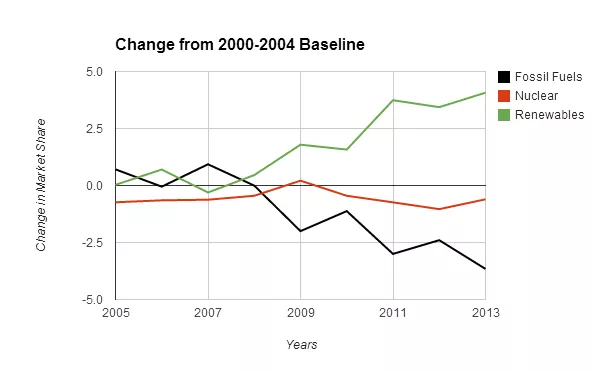 Change from 2000-2004 Baseline
5.0
2.5
0.0
-2.5
-5.0
Change in Market Share
2005
2007
2009
2011
2013
Years
Fossil Fuels
Nuclear
Renewables